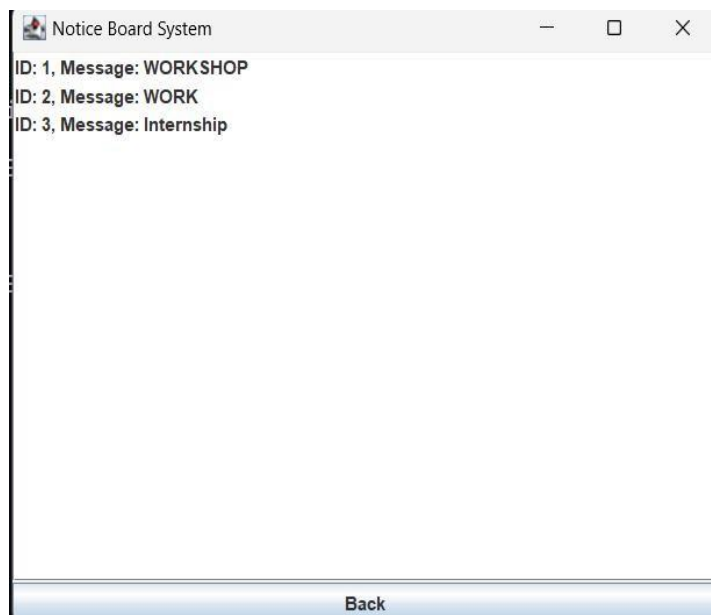 Notice Board System
ID: 1, Message: WORKSHOP
ID: 2, Message: WORK
ID: 3, Message: Internship
Back